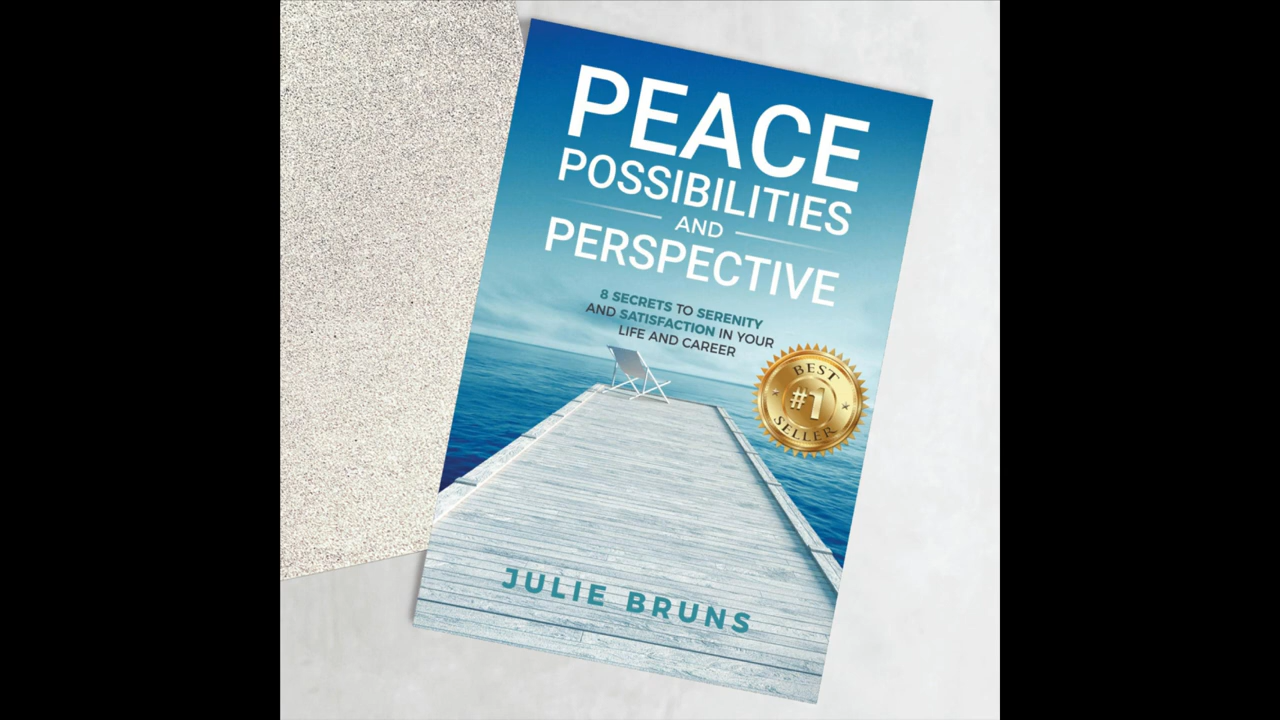 PEACE
POSSIBILITIES
AND
PERSPECTIVE
8 SECRETS TO SERENITY
AND SATISFACTION IN YOUR
LIFE AND CAREER
BEST
#1
SELLER
JULIE BRUNS